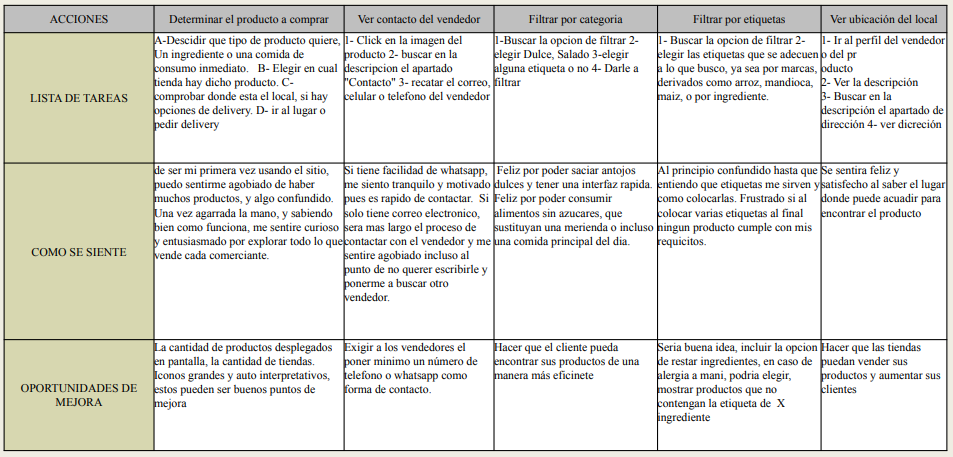 ACCIONES
Determinar el producto a comprar
Ver contacto del vendedor
Filtrar por categoria
Filtrar por etiquetas
Ver ubicación del local
LISTA DE TAREAS
A-Descidir que tipo de producto quiere,
Un ingrediente o una comida de
consumo inmmediato.   B- Elegir en cual
tienda hay dicho producto. C-
comprobar donde esta el local, si hay
opciones de delivery. D- ir al lugar o
pedir delivery
1- Click en la imagen del
producto 2- buscar en la
descripcion el apartado
"Contacto" 3- recatar el correo,
celular o telefono del vendedor
1-Buscar la opcion de filtrar 2-
elegir Dulce, Salado 3-elegir
alguna etiqueta o no 4- Darle a
filtrar
1- Buscar la opcion de filtrar 2-
elegir las etiquetas que se adecuen
a lo que busco, ya sea por marcas,
derivados como arroz, mandioca,
maiz, o por ingrediente.
1- Ir al perfil del vendedor
o del pr
oducto
2- Ver la descripción
3- Buscar en la
descripción el apartado de
dirección 4- ver dicreción
COMO SE SIENTE
de ser mi primera vez usando el sitio,
puedo sentirme agobiado de haber
muchos productos, y algo confundido.
Una vez agarrada la mano, y sabiendo
bien como funciona, me sentire curioso
y entusiasmado por explorar todo lo que
vende cada comerciante.
Si tiene facilidad de whatsapp,
me siento tranquilo y motivado
pues es rapido de contactar.  Si
solo tiene correo electronico,
sera mas largo el proceso de
contactar con el vendedor y me
sentire agobiado incluso al
punto de no querer escribirle y
ponerme a buscar otro
vendedor.
Feliz por poder saciar antojos
dulces y tener una interfaz rapida.
Feliz por poder consumir
alimentos sin azucares, que
sustituyan una merienda o incluso
una comida principal del dia.
Al principio confundido hasta que
entiendo que etiquetas me sirven y
como colocarlas. Frustrado si al
colocar varias etiquetas al final
ningun producto cumple con mis
requicitos.
Se sentira feliz y
satisfecho al saber el lugar
donde puede acuadir para
encontrar el producto
OPORTUNIDADES DE
MEJORA
La cantidad de productos desplegados
en pantalla, la cantidad de tiendas.
Iconos grandes y auto interpretativos,
estos pueden ser buenos puntos de
mejora
Exigir a los vendedores el
poner minimo un número de
telefono o whatsapp como
forma de contacto.
Hacer que el cliente pueda
encontrar sus productos de una
manera más eficinete
Seria buena idea, incluir la opcion
de restar ingredientes, en caso de
alergia a mani, podria elegir,
mostrar productos que no
contengan la etiqueta de  X
ingrediente
Hacer que las tiendas
puedan vender sus
productos y aumentar sus
clientes